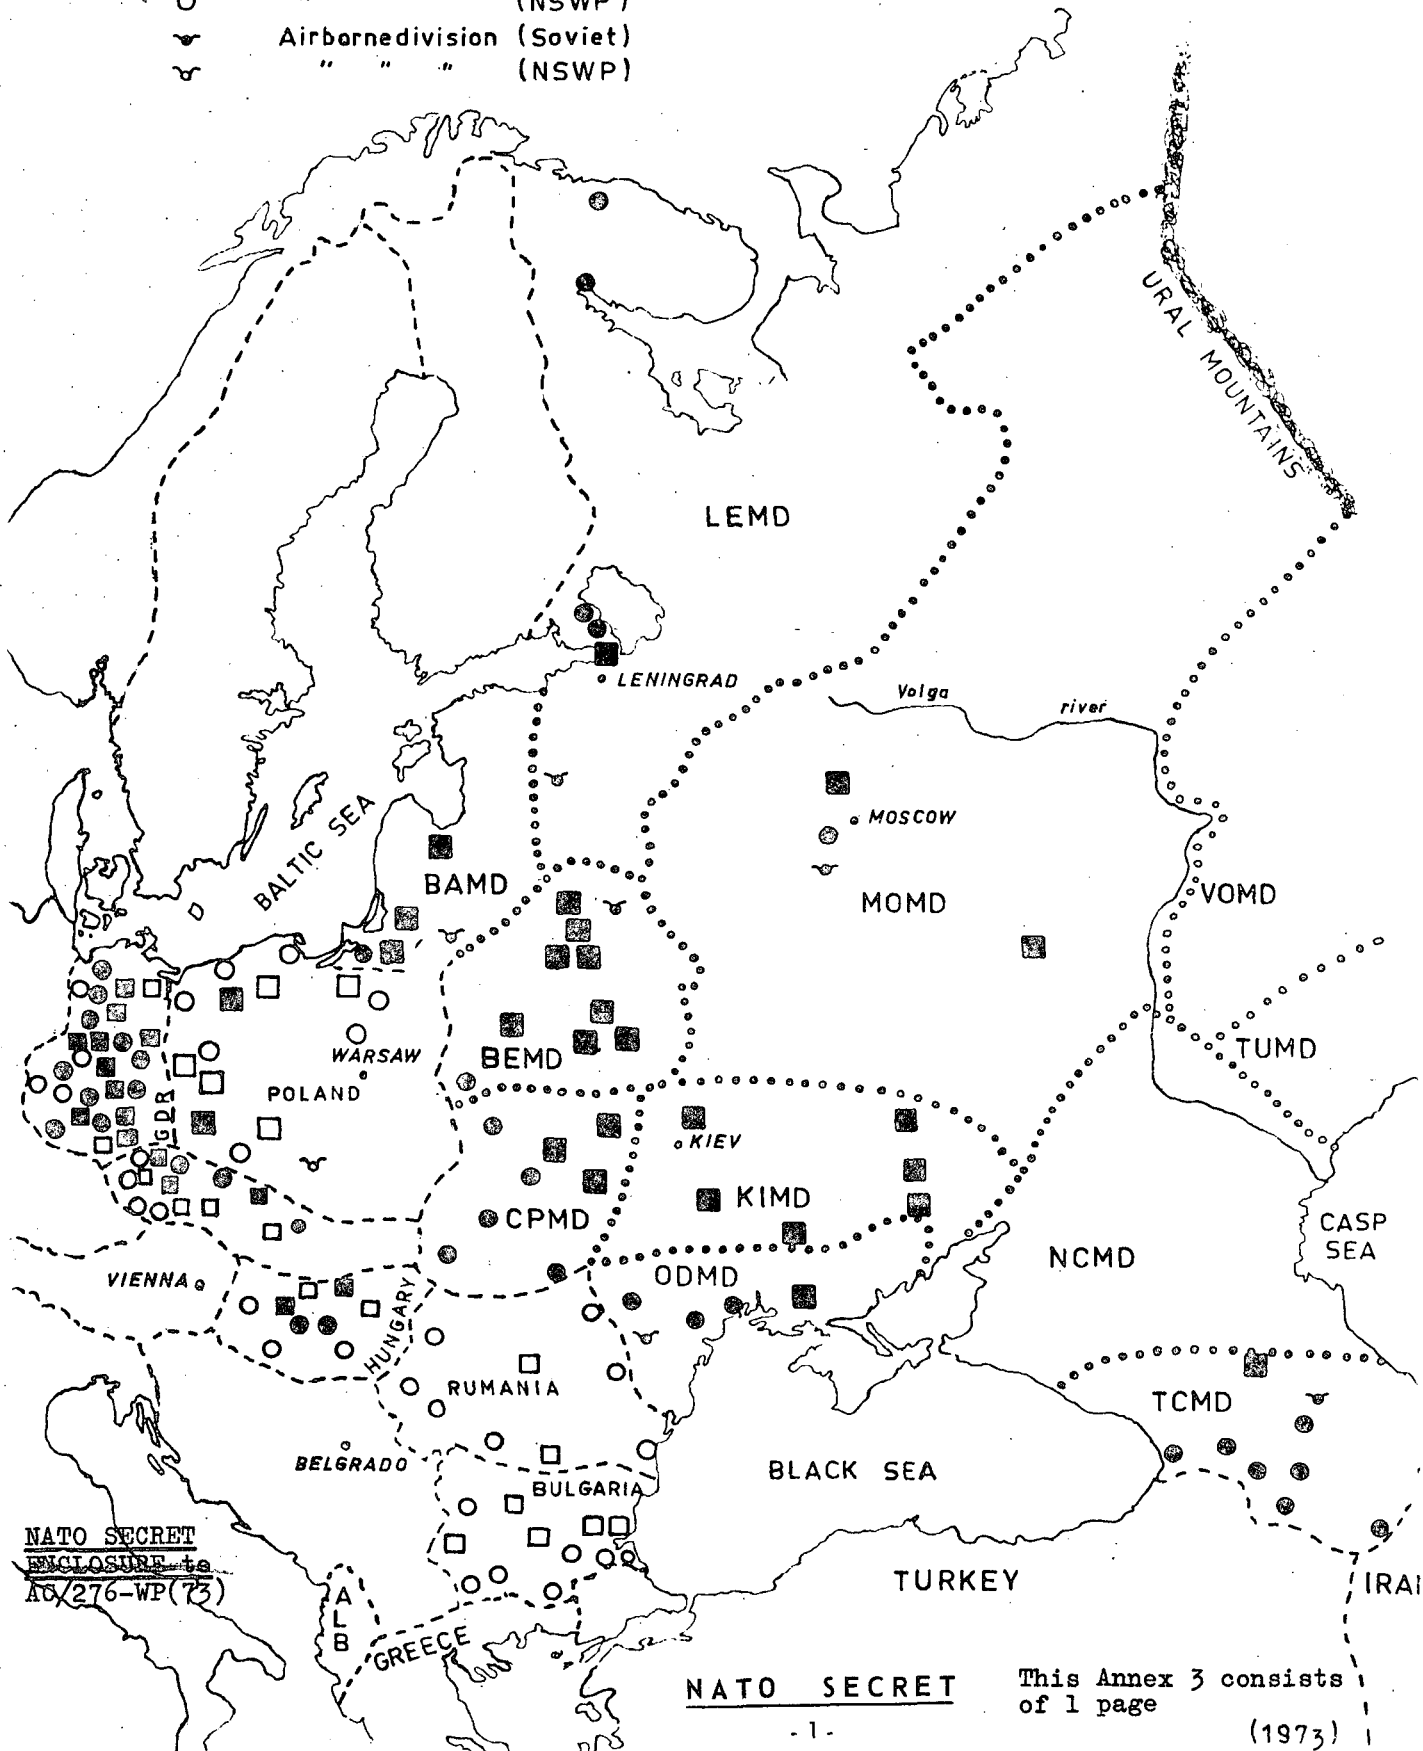 (NSWP)
Airbornedivision (Soviet)
" " " (NSWP)
URAL MOUNTAINS
LEMD
LENINGRAD
Volga river
BALTIC SEA
MOSCOW
BAMD
MOMD
VOMD
WARSAW
BEMD
TUMD
POLAND
GDR
KIEV
KIMD
CPMD
CASP
SEA
NCMD
VIENNA
ODMD
HUNGARY
RUMANIA
TCMD
BELGRADO
BLACK SEA
BULGARIA
NATO SECRET
ENCLOSURE to
AC/276-WP(73)
TURKEY
IRAI
ALB
GREECE
NATO SECRET
This Annex 3 consists
of 1 page
-1-
(1973)